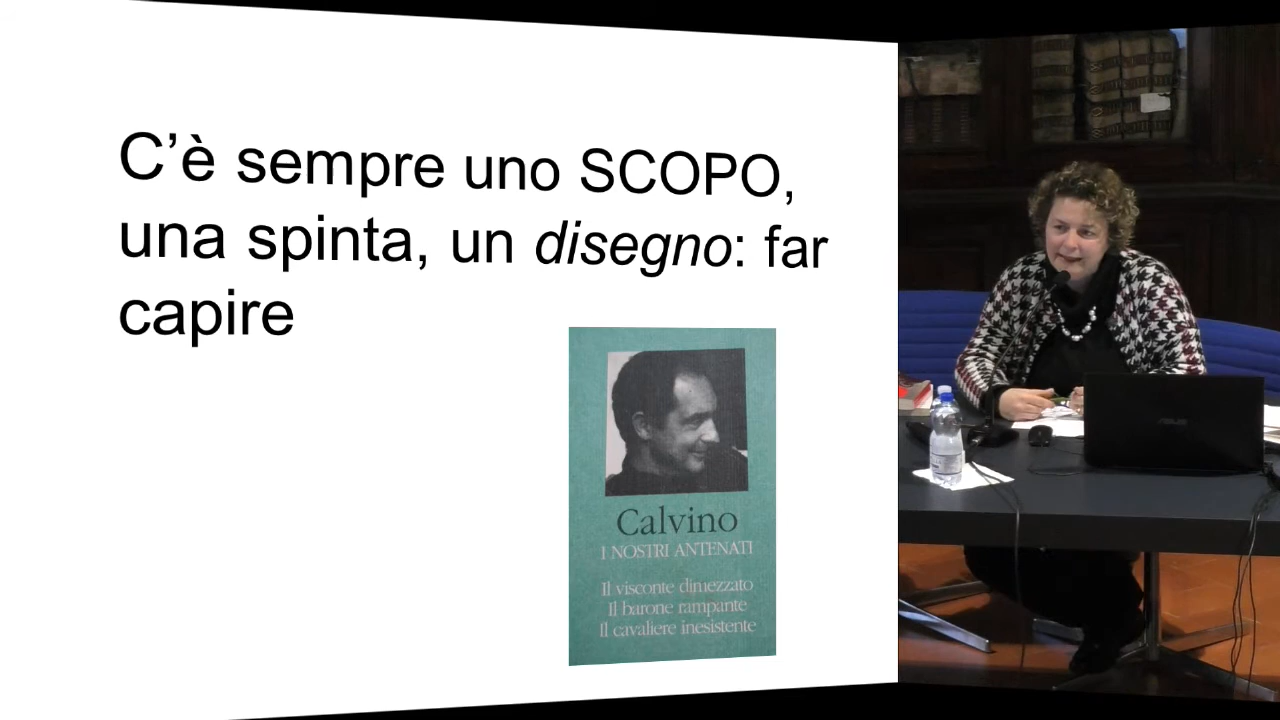 C’è sempre uno SCOPO,
una spinta, un disegno: far
capire
Calvino
I NOSTRI ANTENATI
Il visconte dimezzato
Il barone rampante
Il cavaliere inesistente
ASUS